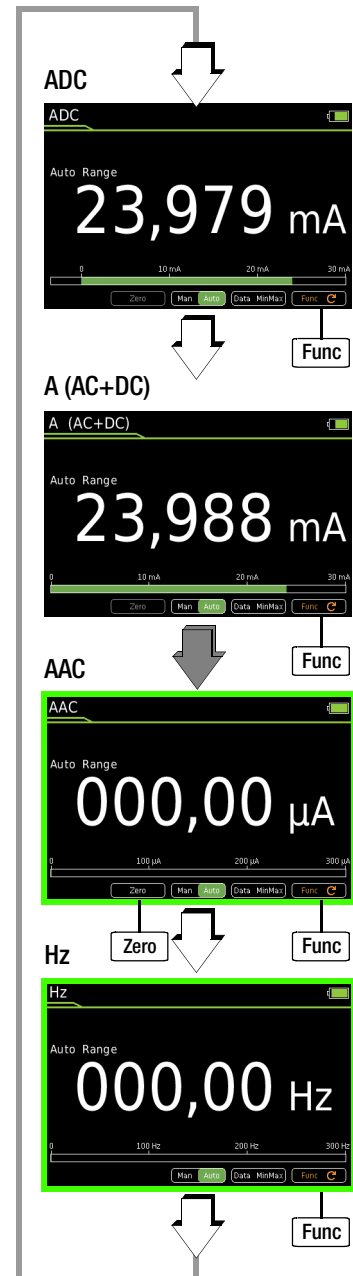 ADC
ADC
Auto Range
23,979 mA
0 10 mA 20 mA 30 mA
Zero Man Auto Data MinMax Func
Func
A (AC+DC)
A (AC+DC)
Auto Range
23,988 mA
0 10 mA 20 mA 30 mA
Zero Man Auto Data MinMax Func
Func
AAC
AAC
Auto Range
000,00 µA
0 100 µA 200 µA 300 µA
Zero Man Auto Data MinMax Func
Zero Func
Hz
Hz
Auto Range
000,00 Hz
0 100 Hz 200 Hz 300 Hz
Man Auto Data MinMax Func
Func